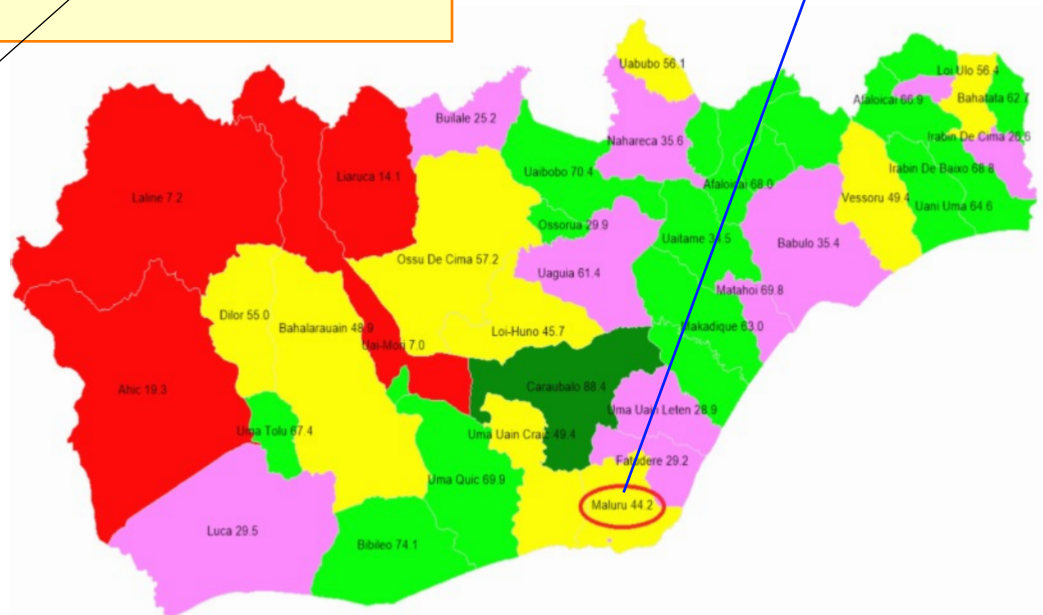 Uabubo 56.1
Loi Ulo 56.4
Afaloicai 66.9
Bahatata 62.7
Builale 25.2
Nahareca 35.6
Irabin De Cima 26.6
Liaruca 14.1
Uaibobo 70.4
Afaloicai 68.0
Irabin De Baixo 68.8
Laline 7.2
Vessoru 49.4
Uani Uma 64.6
Ossorua 29.9
Uaitame 34.5
Babulo 35.4
Ossu De Cima 57.2
Uaguia 61.4
Matahoi 69.8
Dilor 55.0
Bahalarauain 48.9
Loi-Huno 45.7
Makadique 63.0
Uai-Mori 7.0
Ahic 19.3
Caraubalo 88.4
Uma Uain Leten 28.9
Uma Tolu 67.4
Uma Uain Craic 49.4
Fatudere 29.2
Uma Quic 69.9
Maluru 44.2
Luca 29.5
Bibileo 74.1